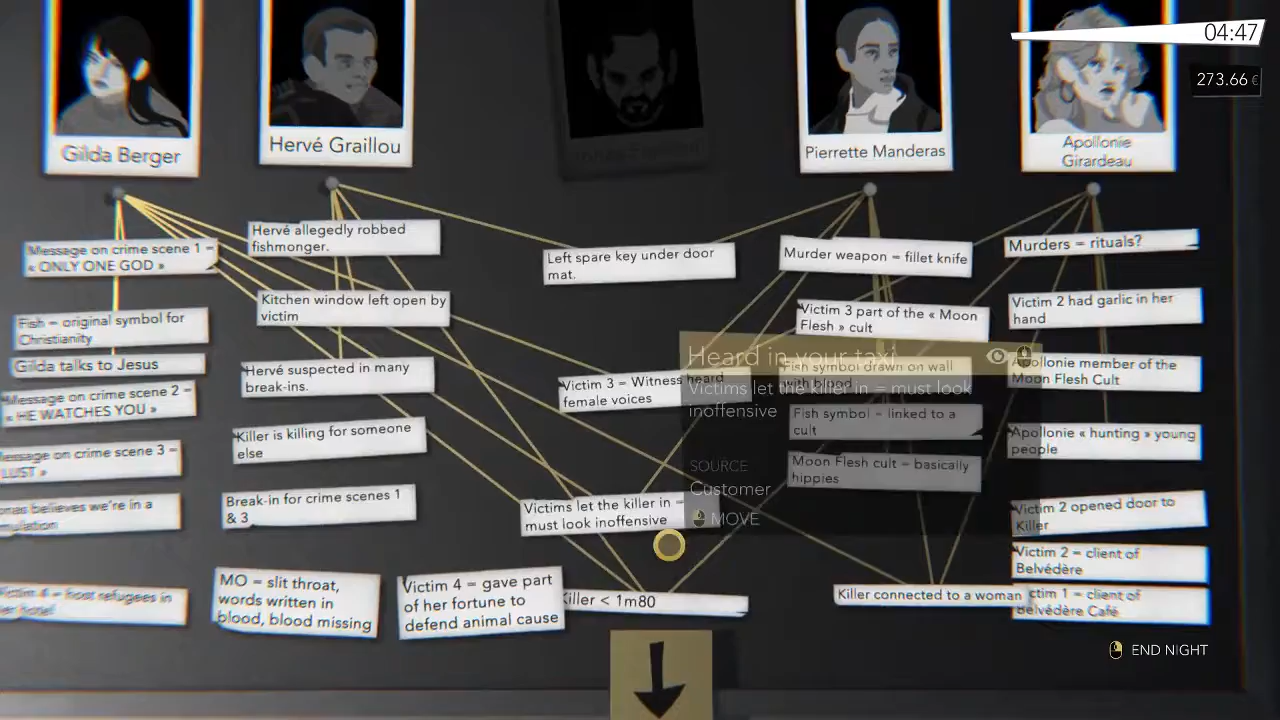 04:47
273.66 €
Gilda Berger
Hervé Graillou
Pierrette Manderas
Apollonie
Girardeau
Message on crime scene 1 =
« ONLY ONE GOD »
Fish = original symbol for
Christianity
Gilda talks to Jesus
Message on crime scene 2 =
« HE WATCHES YOU »
Message on crime scene 3 =
LUST »
believes we're in a
Victim 4 = host refugees in
hotel
Hervé allegedly robbed
fishmonger.
Kitchen window left open by
victim
Hervé suspected in many
break-ins.
Killer is killing for someone
else
Break-in for crime scenes 1
& 3
MO = slit throat,
words written in
blood, blood missing
Victim 4 = gave part
of her fortune to
defend animal cause
Left spare key under door
mat.
Victim 3 = Witness heard
female voices
Victims let the killer in =
must look inoffensive
Killer < 1m80
Heard in your taxi
Victims let the killer in = must look
inoffensive
SOURCE
Customer
MOVE
Murder weapon = fillet knife
Victim 3 part of the « Moon
Flesh » cult
Fish symbol drawn on wall
with blood
Fish symbol = linked to a
cult
Moon Flesh cult = basically
hippies
Killer connected to a woman
Murders = rituals?
Victim 2 had garlic in her
hand
Apollonie member of the
Moon Flesh Cult
Apollonie « hunting » young
people
Victim 2 opened door to
Killer
Victim 2 = client of
Belvédère
ctim 1 = client of
Belvédère Café
END NIGHT